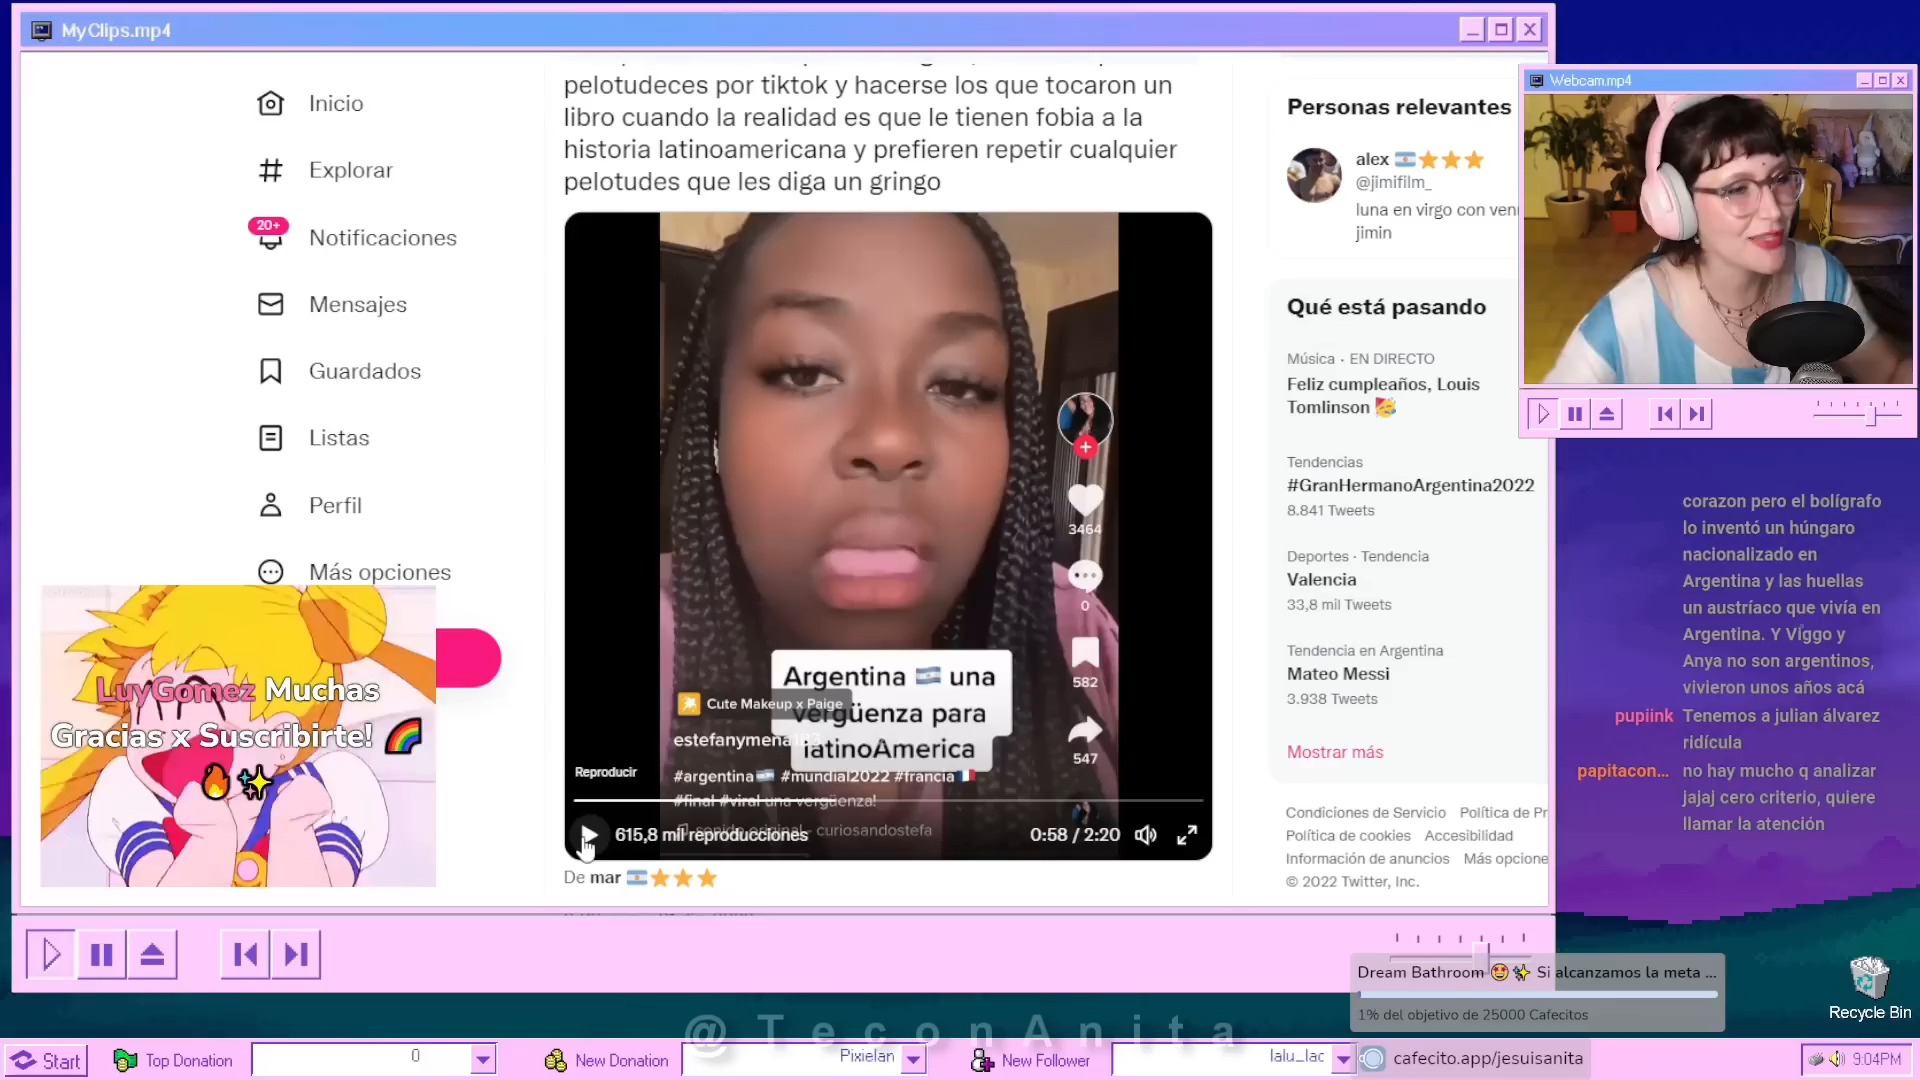 MyClips.mp4
Inicio
Explorar
20+
Notificaciones
Mensajes
Guardados
Listas
Perfil
Más opciones
LuyGomez Muchas
Gracias x Suscribirte! 🌈
🔥✨
pelotudeces por tiktok y hacerse los que tocaron un
libro cuando la realidad es que le tienen fobia a la
historia latinoamericana y prefieren repetir cualquier
pelotudes que les diga un gringo
3464
0
582
547
Argentina 🇦🇷 una
vergüenza para
latinoAmerica
Cute Makeup x Paige
estefanymena
#argentina🇦🇷 #mundial2022 #francia🇫🇷
#final #viral una vergüenza!
sonido original - curiosandostefa
Reproducir
615,8 mil reproducciones
0:58 / 2:20
De mar 🇦🇷⭐⭐⭐
Personas relevantes
alex 🇦🇷⭐⭐⭐
@jimifilm_
luna en virgo con venu
jimin
Qué está pasando
Música · EN DIRECTO
Feliz cumpleaños, Louis
Tomlinson 🥳
Tendencias
#GranHermanoArgentina2022
8.841 Tweets
Deportes · Tendencia
Valencia
33,8 mil Tweets
Tendencia en Argentina
Mateo Messi
3.938 Tweets
Mostrar más
Condiciones de Servicio Política de Pr
Política de cookies Accesibilidad
Información de anuncios Más opcione
© 2022 Twitter, Inc.
Webcam.mp4
corazon pero el bolígrafo
lo inventó un húngaro
nacionalizado en
Argentina y las huellas
un austríaco que vivía en
Argentina. Y Viggo y
Anya no son argentinos,
vivieron unos años acá
pupiink Tenemos a julian álvarez
ridícula
papitacon... no hay mucho q analizar
jajaj cero criterio, quiere
llamar la atención
Dream Bathroom 🤩✨ Si alcanzamos la meta ...
1% del objetivo de 25000 Cafecitos
Recycle Bin
@TeconAnita
Start
Top Donation
0
New Donation
Pixielan
New Follower
lalu_lac
cafecito.app/jesuisanita
9:04PM